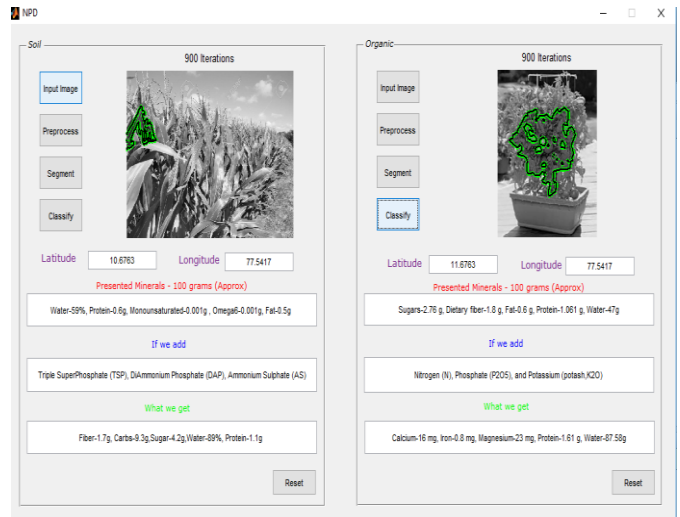 NPD
Soil
900 Iterations
Input Image
Preprocess
Segment
Classify
Latitude 10.6763 Longitude 77.5417
Presented Minerals - 100 grams (Approx)
Water-59%, Protein-0.6g, Monounsaturated-0.001g , Omega6-0.001g, Fat-0.5g
If we add
Triple SuperPhosphate (TSP), DiAmmonium Phosphate (DAP), Ammonium Sulphate (AS)
What we get
Fiber-1.7g, Carbs-9.3g,Sugar-4.2g,Water-89%, Protein-1.1g
Reset
Organic
900 Iterations
Input Image
Preprocess
Segment
Classify
Latitude 11.6763 Longitude 77.5417
Presented Minerals - 100 grams (Approx)
Sugars-2.76 g, Dietary fiber-1.8 g, Fat-0.6 g, Protein-1.061 g, Water-47g
If we add
Nitrogen (N), Phosphate (P2O5), and Potassium (potash,K2O)
What we get
Calcium-16 mg, Iron-0.8 mg, Magnesium-23 mg, Protein-1.61 g, Water-87.58g
Reset